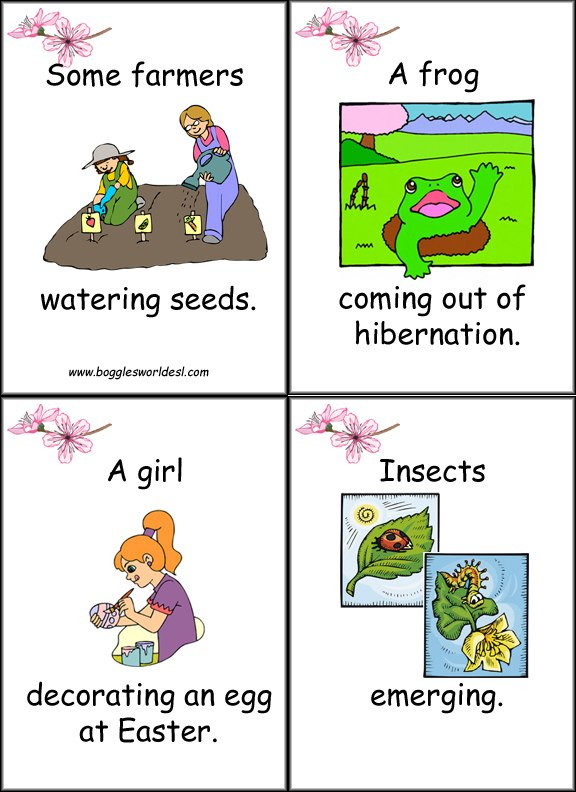 Some farmers
watering seeds.
www.bogglesworldesl.com
A frog
coming out of
hibernation.
A girl
decorating an egg
at Easter.
Insects
emerging.